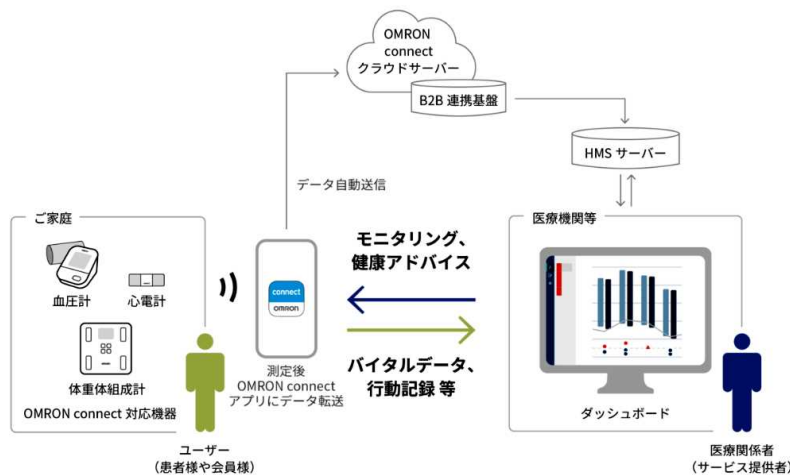 OMRON
connect
クラウドサーバー
B2B 連携基盤
HMS サーバー
データ自動送信
ご家庭
血圧計
心電計
体重体組成計
OMRON connect 対応機器
ユーザー
（患者様や会員様）
connect
OMRON
測定後
OMRON connect
アプリにデータ転送
モニタリング、
健康アドバイス
バイタルデータ、
行動記録 等
医療機関等
ダッシュボード
医療関係者
（サービス提供者）